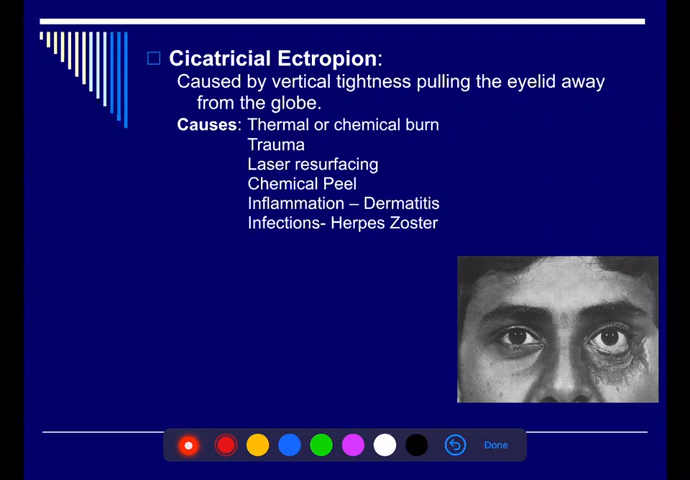 Cicatricial Ectropion:
Caused by vertical tightness pulling the eyelid away
from the globe.
Causes: Thermal or chemical burn
Trauma
Laser resurfacing
Chemical Peel
Inflammation – Dermatitis
Infections- Herpes Zoster
Done